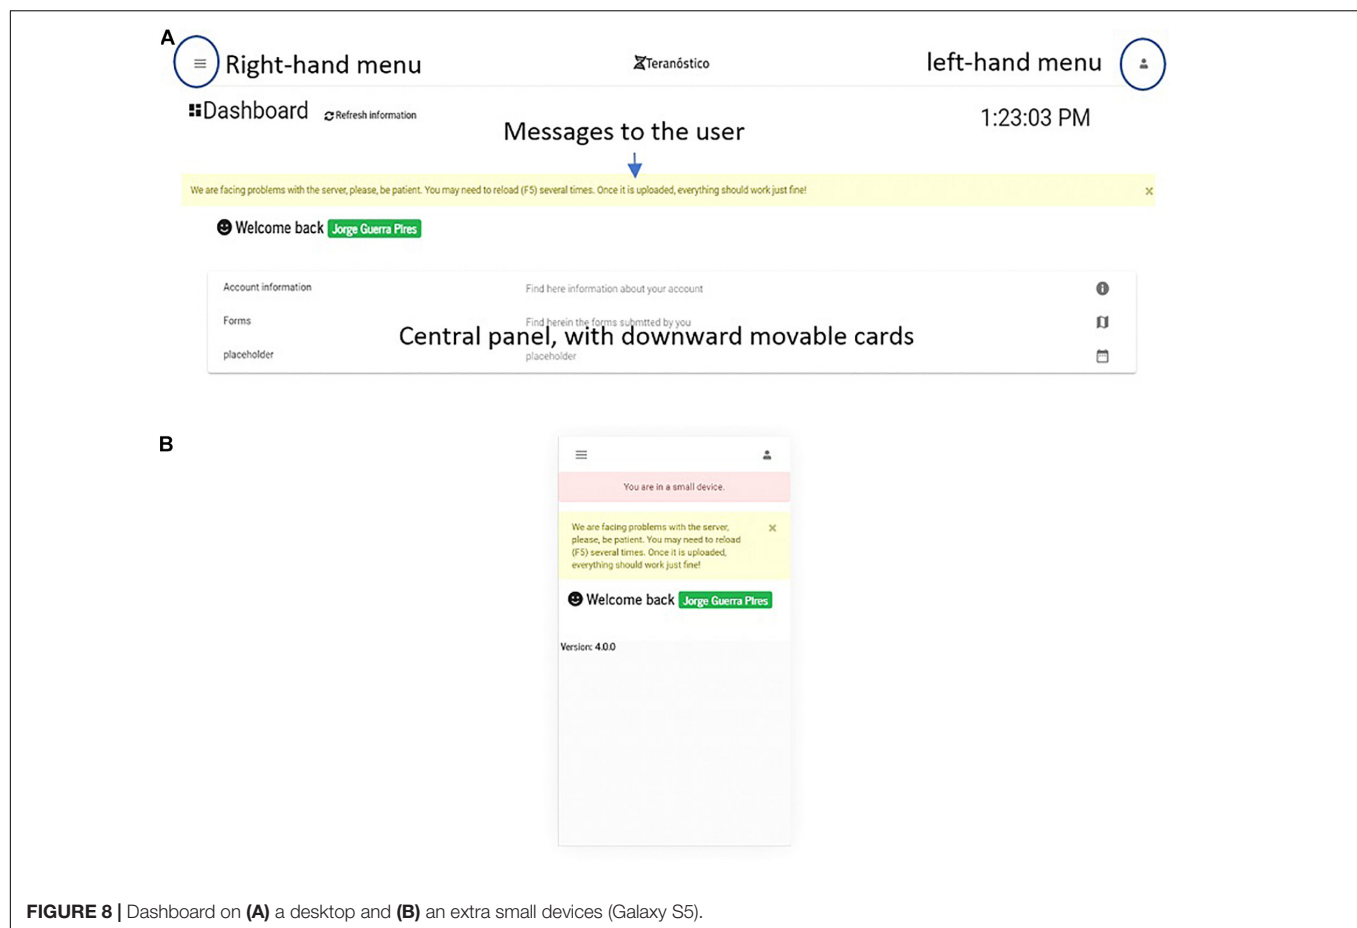 A
Right-hand menu
Teranóstico
left-hand menu
Dashboard
Refresh information
1:23:03 PM
Messages to the user
We are facing problems with the server, please, be patient. You may need to reload (F5) several times. Once it is uploaded, everything should work just fine!
×
Welcome back Jorge Guerra Pires
Account information
Find here information about your account
Forms
Find herein the forms submtted by you
Central panel, with downward movable cards
placeholder
placeholder
B
You are in a small device.
We are facing problems with the server,
×
please, be patient. You may need to reload
(F5) several times. Once it is uploaded,
everything should work just fine!
Welcome back Jorge Guerra Pires
Version: 4.0.0
FIGURE 8 | Dashboard on (A) a desktop and (B) an extra small devices (Galaxy S5).